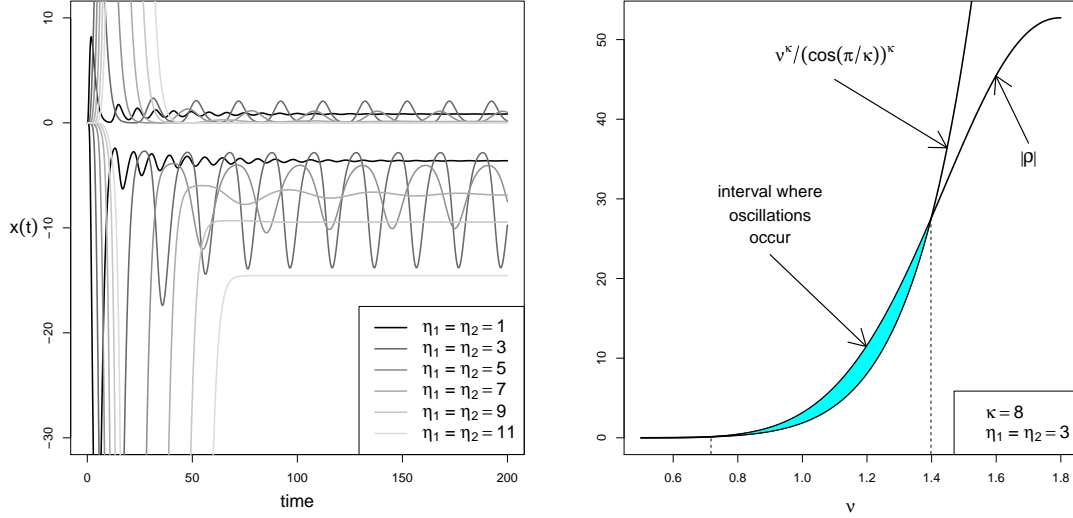 10
0
−10
−20
−30
x(t)
0
50
100
150
200
time
η1 = η2 = 1
η1 = η2 = 3
η1 = η2 = 5
η1 = η2 = 7
η1 = η2 = 9
η1 = η2 = 11
50
40
30
20
10
0
ν^κ/(cos(π/κ))^κ
|ρ|
interval where
oscillations
occur
κ = 8
η1 = η2 = 3
0.6
0.8
1.0
1.2
1.4
1.6
1.8
ν